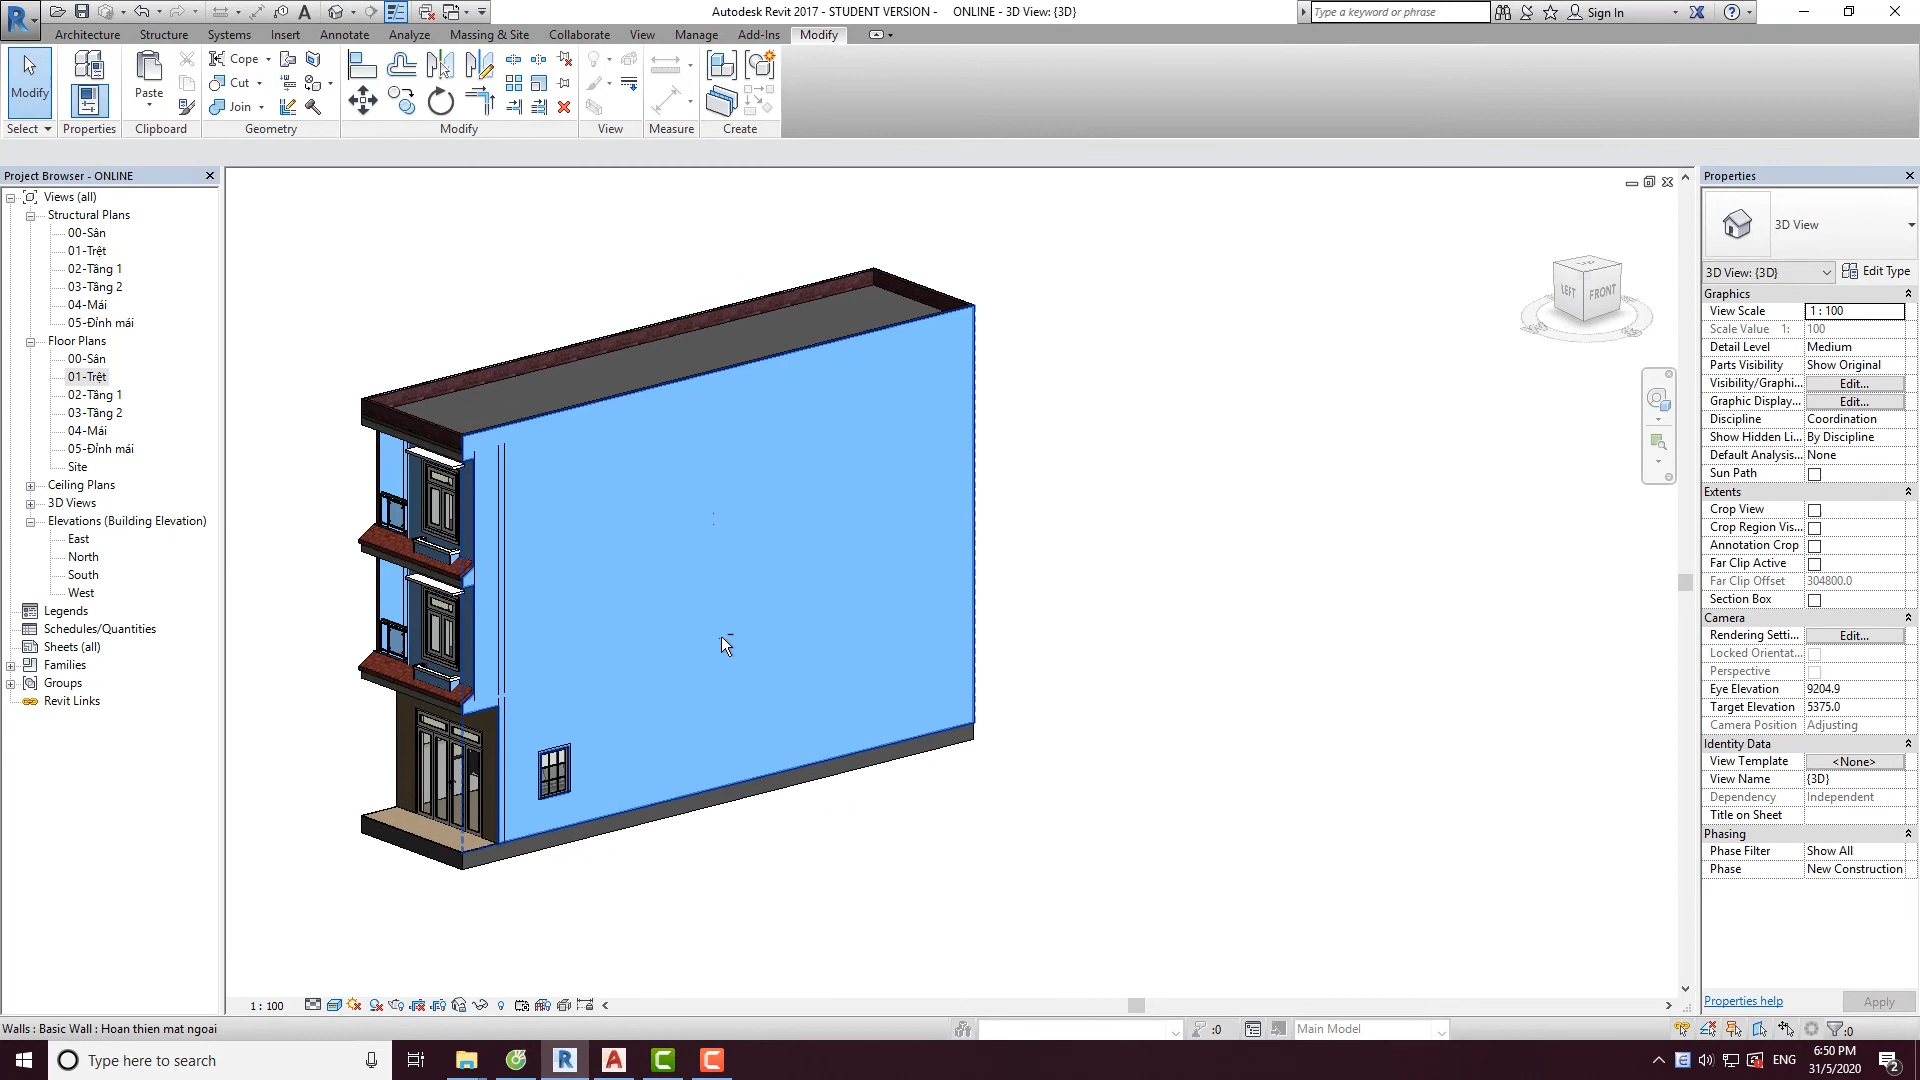 Autodesk Revit 2017 - STUDENT VERSION -     ONLINE - 3D View: {3D}
Type a keyword or phrase
Sign In
Architecture
Structure
Systems
Insert
Annotate
Analyze
Massing & Site
Collaborate
View
Manage
Add-Ins
Modify
Modify
Paste
Cope
Cut
Join
Select
Properties
Clipboard
Geometry
Modify
View
Measure
Create
Project Browser - ONLINE
Views (all)
Structural Plans
00-Sân
01-Trệt
02-Tầng 1
03-Tầng 2
04-Mái
05-Đỉnh mái
Floor Plans
00-Sân
01-Trệt
02-Tầng 1
03-Tầng 2
04-Mái
05-Đỉnh mái
Site
Ceiling Plans
3D Views
Elevations (Building Elevation)
East
North
South
West
Legends
Schedules/Quantities
Sheets (all)
Families
Groups
Revit Links
LEFT
FRONT
Properties
3D View
3D View: {3D}
Edit Type
Graphics
View Scale 1 : 100
Scale Value 1: 100
Detail Level Medium
Parts Visibility Show Original
Visibility/Graphi... Edit...
Graphic Display... Edit...
Discipline Coordination
Show Hidden Li... By Discipline
Default Analysis... None
Sun Path
Extents
Crop View
Crop Region Vis...
Annotation Crop
Far Clip Active
Far Clip Offset 304800.0
Section Box
Camera
Rendering Setti... Edit...
Locked Orientat...
Perspective
Eye Elevation 9204.9
Target Elevation 5375.0
Camera Position Adjusting
Identity Data
View Template <None>
View Name {3D}
Dependency Independent
Title on Sheet
Phasing
Phase Filter Show All
Phase New Construction
Properties help
Apply
1 : 100
Walls : Basic Wall : Hoan thien mat ngoai
:0
Main Model
:0
Type here to search
ENG
6:50 PM
31/5/2020
2